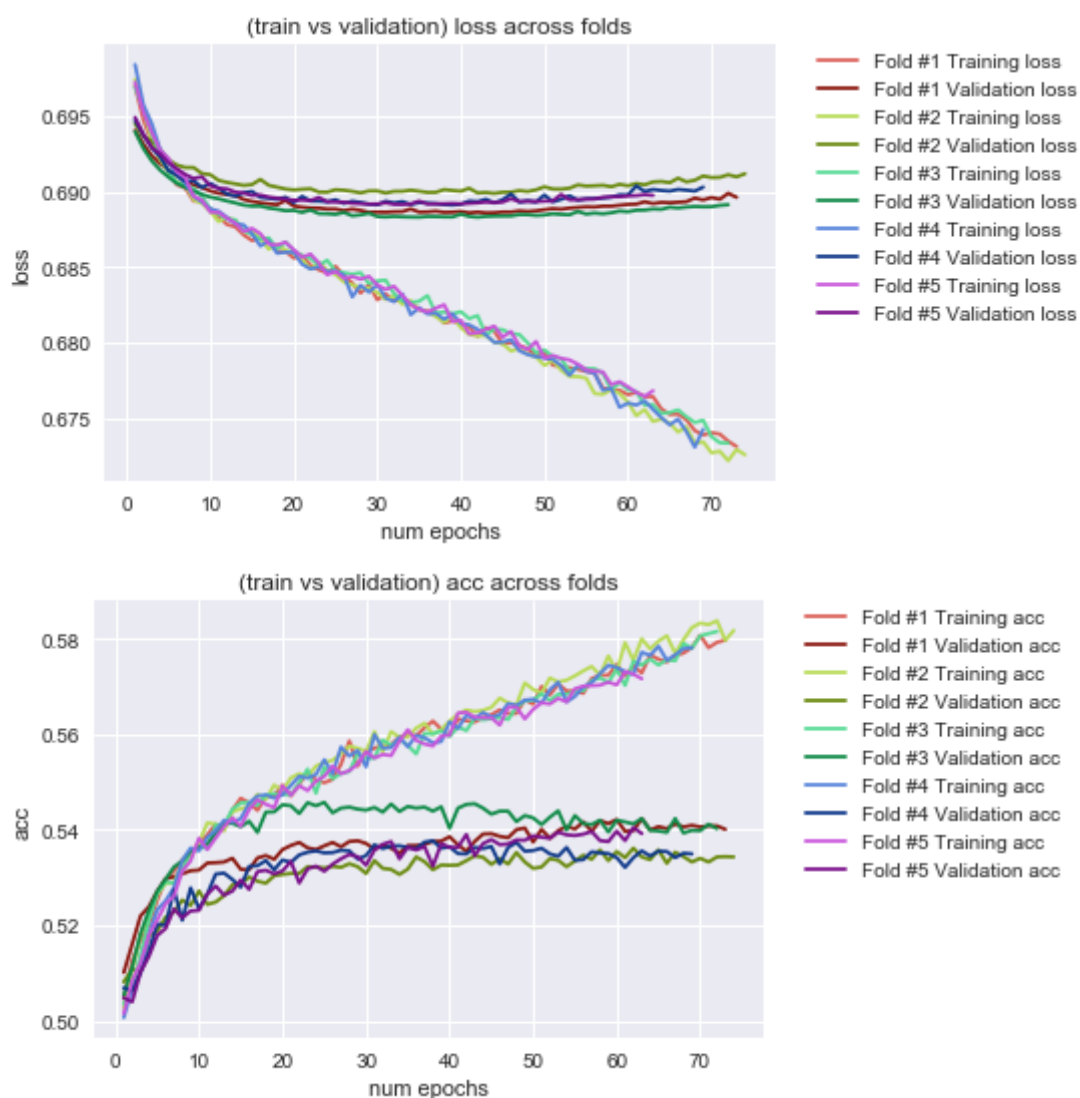 (train vs validation) loss across folds
0.695
0.690
0.685
0.680
0.675
loss
0 10 20 30 40 50 60 70
num epochs
Fold #1 Training loss
Fold #1 Validation loss
Fold #2 Training loss
Fold #2 Validation loss
Fold #3 Training loss
Fold #3 Validation loss
Fold #4 Training loss
Fold #4 Validation loss
Fold #5 Training loss
Fold #5 Validation loss
(train vs validation) acc across folds
0.58
0.56
0.54
0.52
0.50
acc
0 10 20 30 40 50 60 70
num epochs
Fold #1 Training acc
Fold #1 Validation acc
Fold #2 Training acc
Fold #2 Validation acc
Fold #3 Training acc
Fold #3 Validation acc
Fold #4 Training acc
Fold #4 Validation acc
Fold #5 Training acc
Fold #5 Validation acc